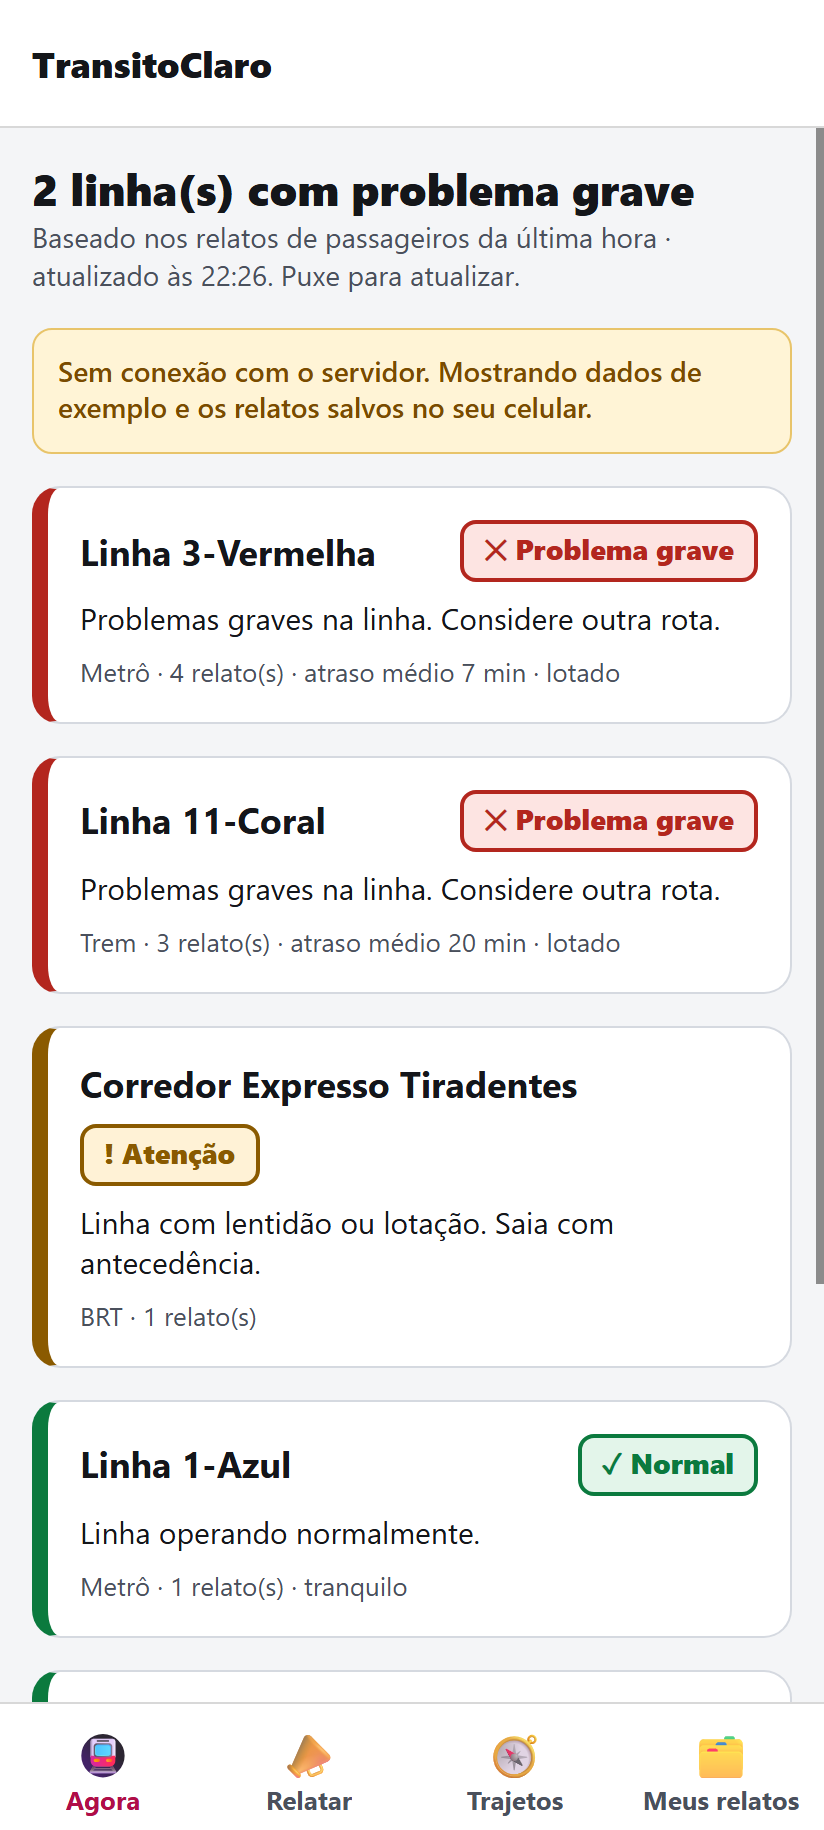 TransitoClaro
2 linha(s) com problema grave
Baseado nos relatos de passageiros da última hora ·
atualizado às 22:26. Puxe para atualizar.
Sem conexão com o servidor. Mostrando dados de
exemplo e os relatos salvos no seu celular.
Linha 3-Vermelha
✕ Problema grave
Problemas graves na linha. Considere outra rota.
Metrô · 4 relato(s) · atraso médio 7 min · lotado
Linha 11-Coral
✕ Problema grave
Problemas graves na linha. Considere outra rota.
Trem · 3 relato(s) · atraso médio 20 min · lotado
Corredor Expresso Tiradentes
! Atenção
Linha com lentidão ou lotação. Saia com
antecedência.
BRT · 1 relato(s)
Linha 1-Azul
✓ Normal
Linha operando normalmente.
Metrô · 1 relato(s) · tranquilo
Agora
Relatar
Trajetos
Meus relatos